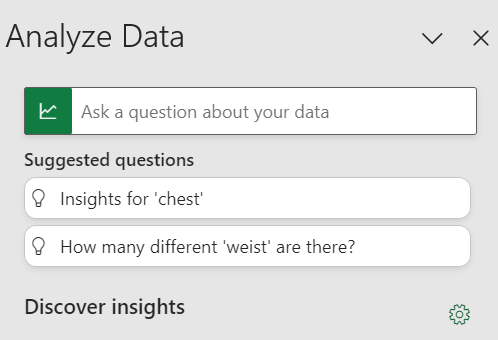 Analyze Data
Ask a question about your data
Suggested questions
Insights for 'chest'
How many different 'weist' are there?
Discover insights